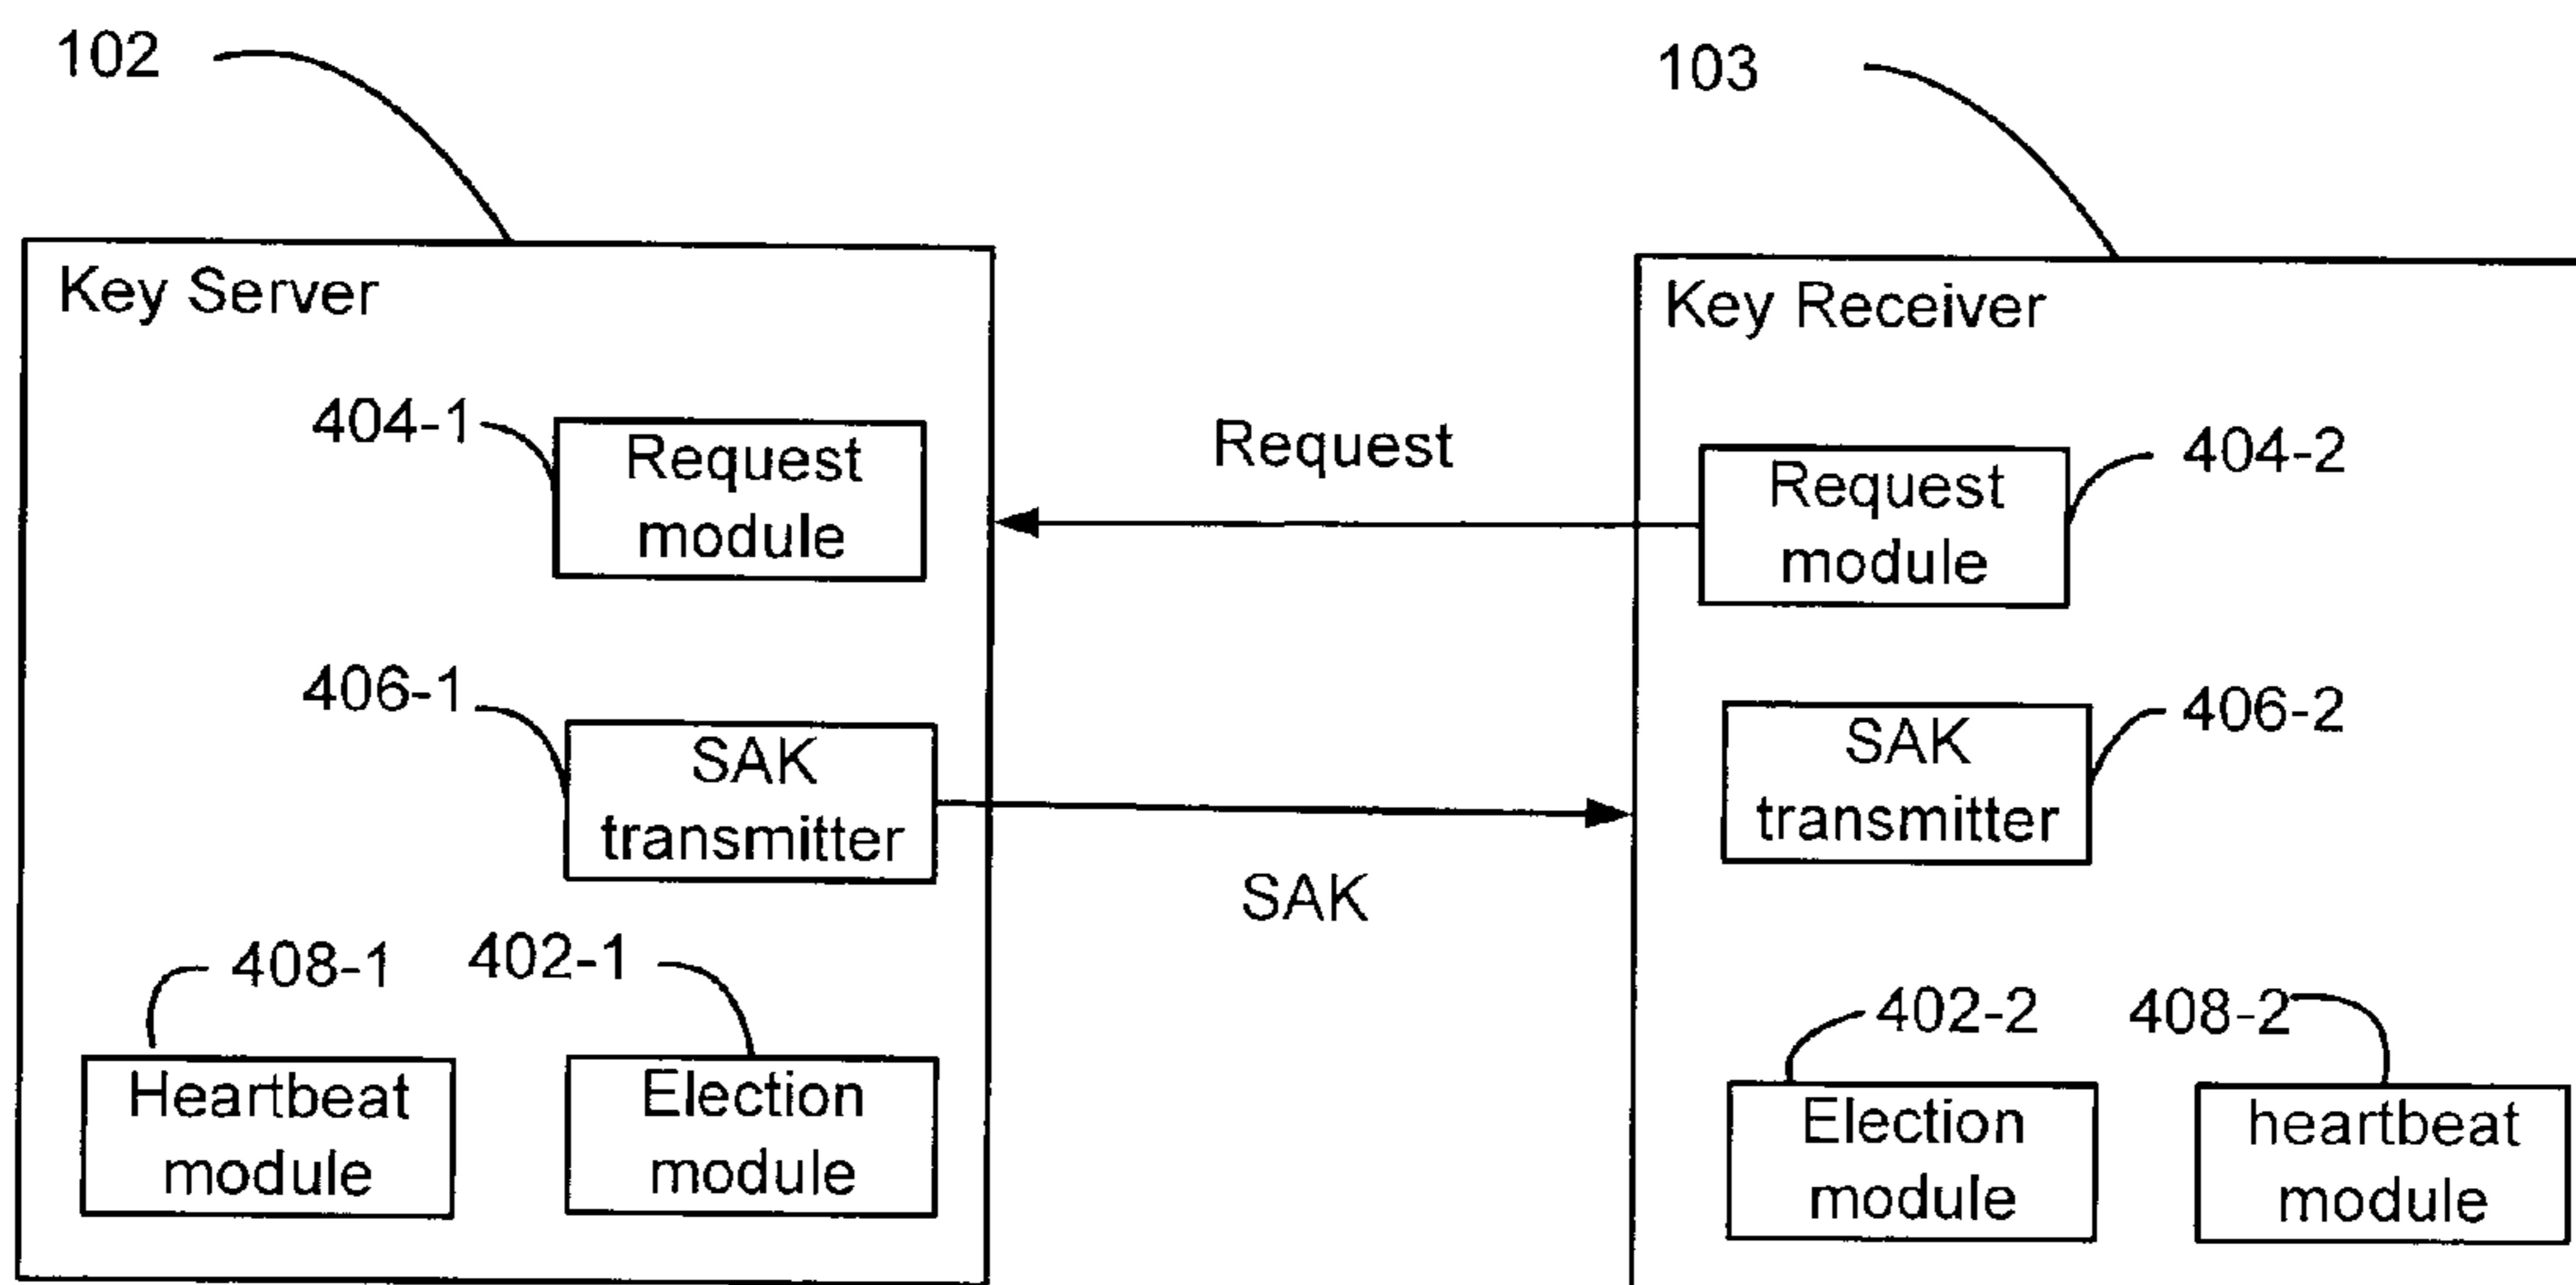 102
103
Key Server
Key Receiver
404-1
Request
module
Request
Request
module
404-2
406-1
SAK
transmitter
SAK
SAK
transmitter
406-2
408-1
402-1
402-2
408-2
Heartbeat
module
Election
module
Election
module
heartbeat
module